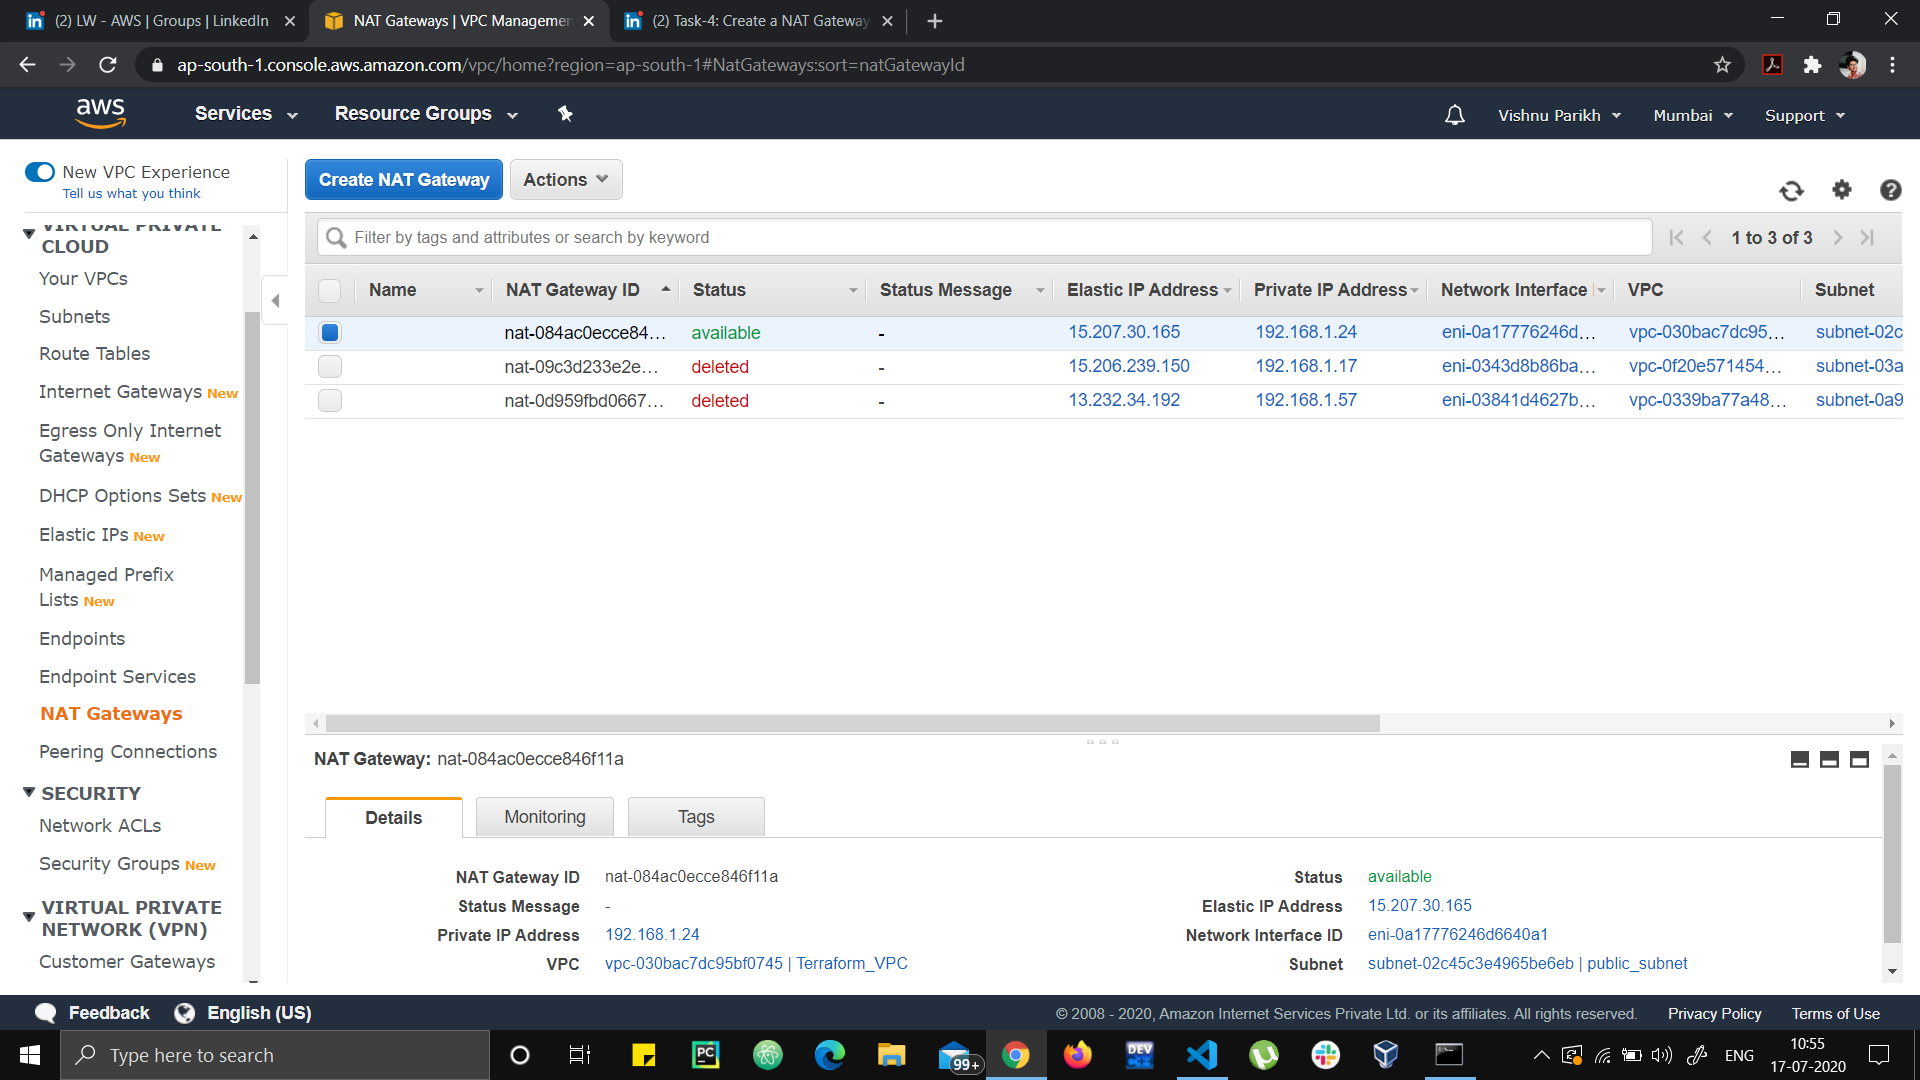 (2) LW - AWS | Groups | LinkedIn
NAT Gateways | VPC Managemen
(2) Task-4: Create a NAT Gateway
ap-south-1.console.aws.amazon.com/vpc/home?region=ap-south-1#NatGateways:sort=natGatewayId
aws Services Resource Groups Vishnu Parikh Mumbai Support
New VPC Experience
Tell us what you think
Create NAT Gateway Actions
VIRTUAL PRIVATE
CLOUD
Your VPCs
Subnets
Route Tables
Internet Gateways New
Egress Only Internet
Gateways New
DHCP Options Sets New
Elastic IPs New
Managed Prefix
Lists New
Endpoints
Endpoint Services
NAT Gateways
Peering Connections
SECURITY
Network ACLs
Security Groups New
VIRTUAL PRIVATE
NETWORK (VPN)
Customer Gateways
Filter by tags and attributes or search by keyword
1 to 3 of 3
Name NAT Gateway ID Status Status Message Elastic IP Address Private IP Address Network Interface VPC Subnet
nat-084ac0ecce84... available - 15.207.30.165 192.168.1.24 eni-0a17776246d... vpc-030bac7dc95... subnet-02c
nat-09c3d233e2e... deleted - 15.206.239.150 192.168.1.17 eni-0343d8b86ba... vpc-0f20e571454... subnet-03a
nat-0d959fbd0667... deleted - 13.232.34.192 192.168.1.57 eni-03841d4627b... vpc-0339ba77a48... subnet-0a9
NAT Gateway: nat-084ac0ecce846f11a
Details Monitoring Tags
NAT Gateway ID nat-084ac0ecce846f11a Status available
Status Message - Elastic IP Address 15.207.30.165
Private IP Address 192.168.1.24 Network Interface ID eni-0a17776246d6640a1
VPC vpc-030bac7dc95bf0745 | Terraform_VPC Subnet subnet-02c45c3e4965be6eb | public_subnet
Feedback English (US) © 2008 - 2020, Amazon Internet Services Private Ltd. or its affiliates. All rights reserved. Privacy Policy Terms of Use
Type here to search
PC
99+
DEV
C++
ENG
10:55
17-07-2020